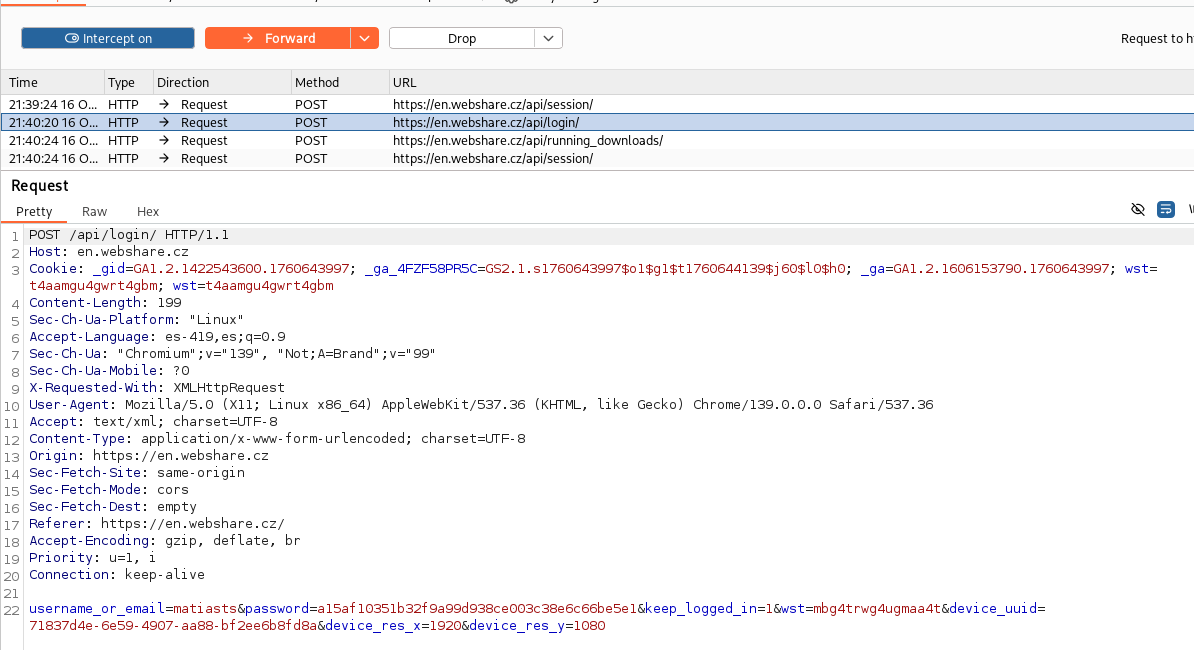 Intercept on
Forward
Drop
Request to h
Time Type Direction Method URL
21:39:24 16 O... HTTP → Request POST https://en.webshare.cz/api/session/
21:40:20 16 O... HTTP → Request POST https://en.webshare.cz/api/login/
21:40:24 16 O... HTTP → Request POST https://en.webshare.cz/api/running_downloads/
21:40:24 16 O... HTTP → Request POST https://en.webshare.cz/api/session/
Request
Pretty Raw Hex
1 POST /api/login/ HTTP/1.1
2 Host: en.webshare.cz
3 Cookie: _gid=GA1.2.1422543600.1760643997; _ga_4FZF58PR5C=GS2.1.s1760643997$o1$g1$t1760644139$j60$l0$h0; _ga=GA1.2.1606153790.1760643997; wst=
t4aamgu4gwrt4gbm; wst=t4aamgu4gwrt4gbm
4 Content-Length: 199
5 Sec-Ch-Ua-Platform: "Linux"
6 Accept-Language: es-419,es;q=0.9
7 Sec-Ch-Ua: "Chromium";v="139", "Not;A=Brand";v="99"
8 Sec-Ch-Ua-Mobile: ?0
9 X-Requested-With: XMLHttpRequest
10 User-Agent: Mozilla/5.0 (X11; Linux x86_64) AppleWebKit/537.36 (KHTML, like Gecko) Chrome/139.0.0.0 Safari/537.36
11 Accept: text/xml; charset=UTF-8
12 Content-Type: application/x-www-form-urlencoded; charset=UTF-8
13 Origin: https://en.webshare.cz
14 Sec-Fetch-Site: same-origin
15 Sec-Fetch-Mode: cors
16 Sec-Fetch-Dest: empty
17 Referer: https://en.webshare.cz/
18 Accept-Encoding: gzip, deflate, br
19 Priority: u=1, i
20 Connection: keep-alive
21
22 username_or_email=matiasts&password=a15af10351b32f9a99d938ce003c38e6c66be5e1&keep_logged_in=1&wst=mbg4trwg4ugmaa4t&device_uuid=
71837d4e-6e59-4907-aa88-bf2ee6b8fd8a&device_res_x=1920&device_res_y=1080